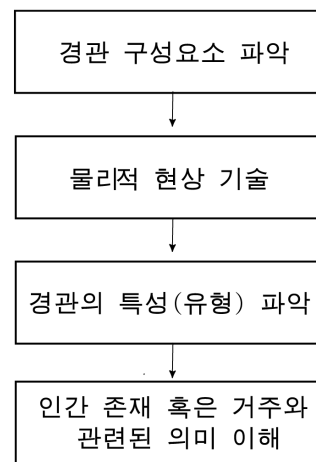 경관 구성요소 파악
물리적 현상 기술
경관의 특성(유형) 파악
인간 존재 혹은 거주와
관련된 의미 이해